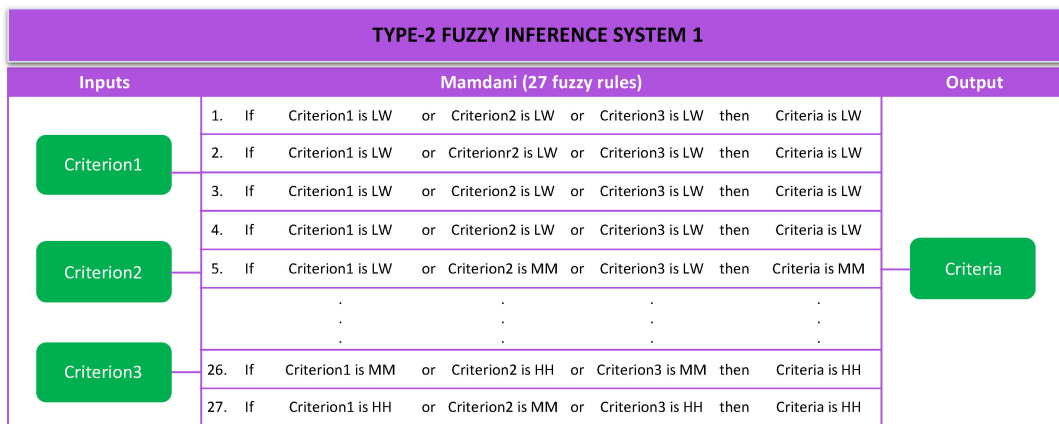 TYPE-2 FUZZY INFERENCE SYSTEM 1
Inputs Mamdani (27 fuzzy rules) Output
1. If Criterion1 is LW or Criterion2 is LW or Criterion3 is LW then Criteria is LW
Criterion1
2. If Criterion1 is LW or Criterionr2 is LW or Criterion3 is LW then Criteria is LW
3. If Criterion1 is LW or Criterion2 is LW or Criterion3 is LW then Criteria is LW
4. If Criterion1 is LW or Criterion2 is LW or Criterion3 is LW then Criteria is LW
Criterion2
5. If Criterion1 is LW or Criterion2 is MM or Criterion3 is LW then Criteria is MM
Criteria
. . . .
. . . .
. . . .
Criterion3
26. If Criterion1 is MM or Criterion2 is HH or Criterion3 is MM then Criteria is HH
27. If Criterion1 is HH or Criterion2 is MM or Criterion3 is HH then Criteria is HH